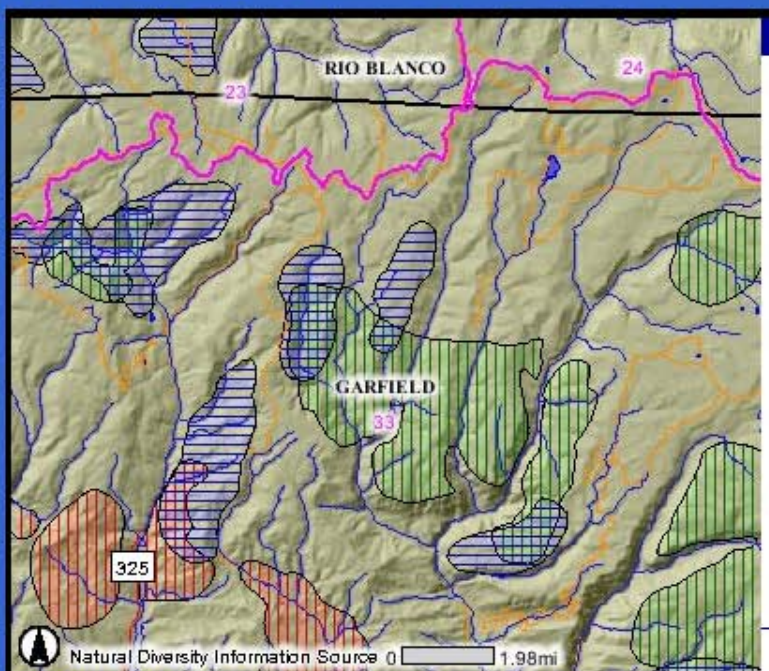 RIO BLANCO
24
23
GARFIELD
33
325
Natural Diversity Information Source 0 1.98mi